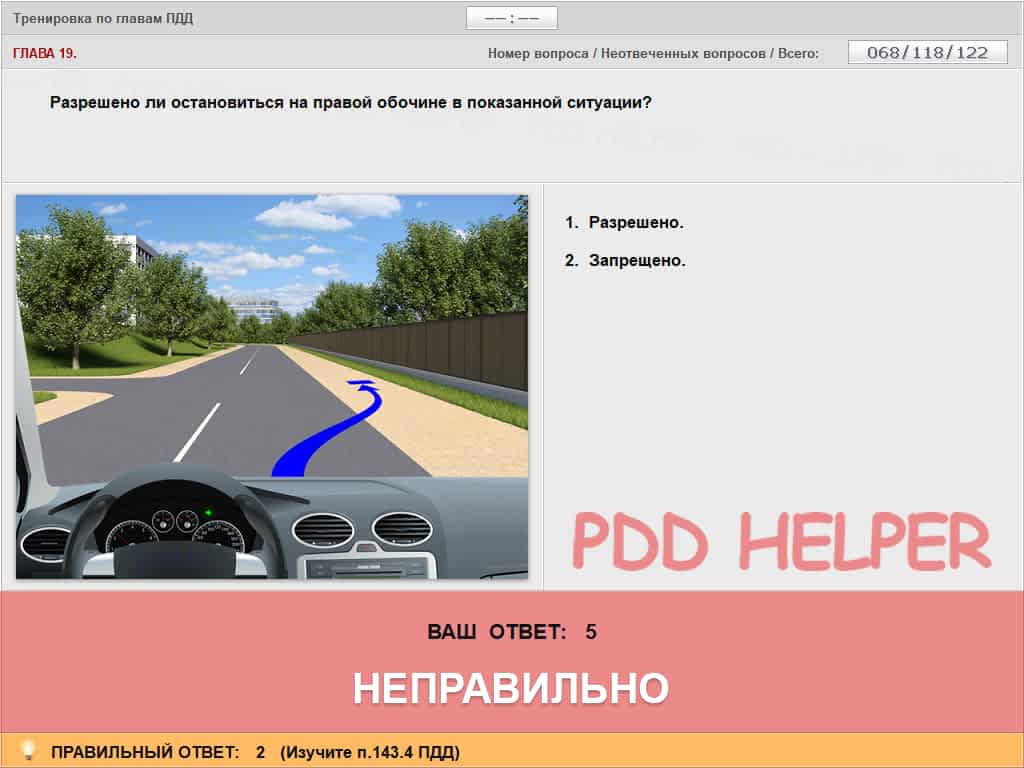 Тренировка по главам ПДД
—— : ——
ГЛАВА 19.
Номер вопроса / Неотвеченных вопросов / Всего:
068/118/122
Разрешено ли остановиться на правой обочине в показанной ситуации?
1. Разрешено.
2. Запрещено.
PDD HELPER
ВАШ ОТВЕТ: 5
НЕПРАВИЛЬНО
ПРАВИЛЬНЫЙ ОТВЕТ: 2 (Изучите п.143.4 ПДД)